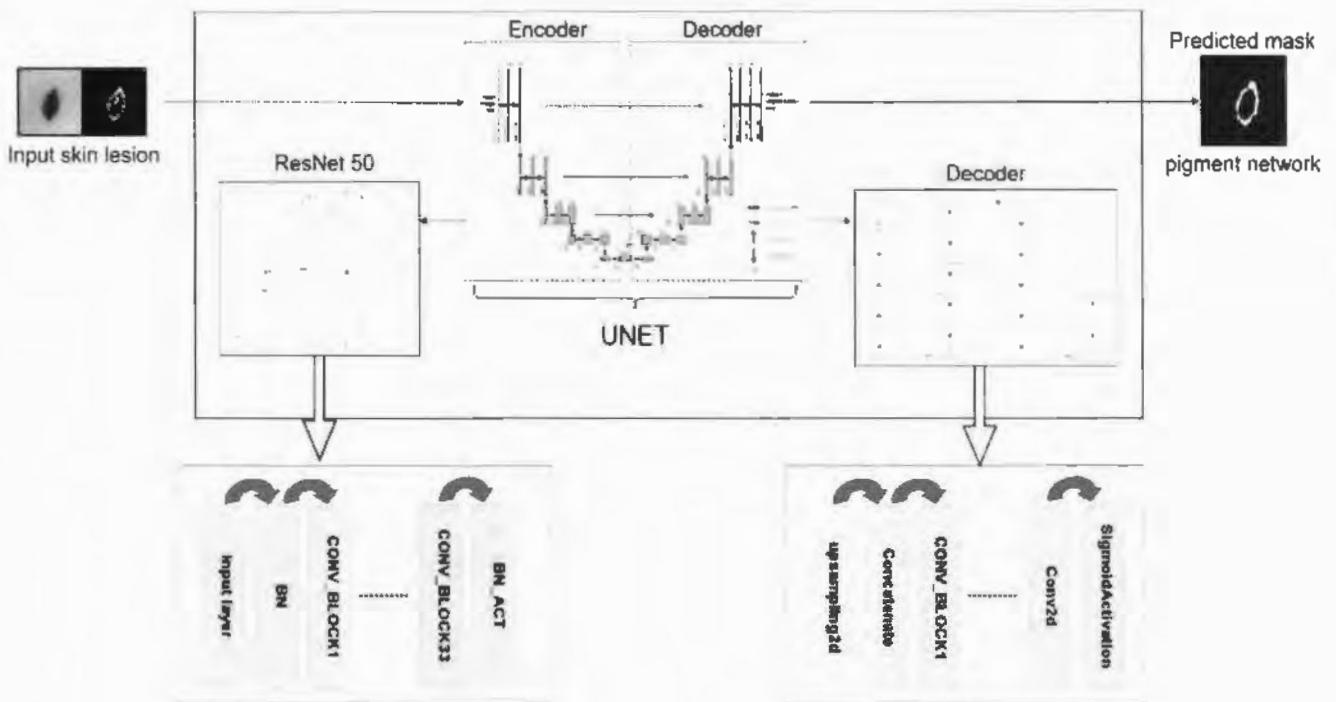 Encoder
Decoder
Predicted mask
Input skin lesion
pigment network
ResNet 50
Decoder
UNET
Input layer
BN
CONV_BLOCK1
CONV_BLOCK33
BN_ACT
upsampling2d
Concatenate
CONV_BLOCK1
Conv2d
SigmoidActivation